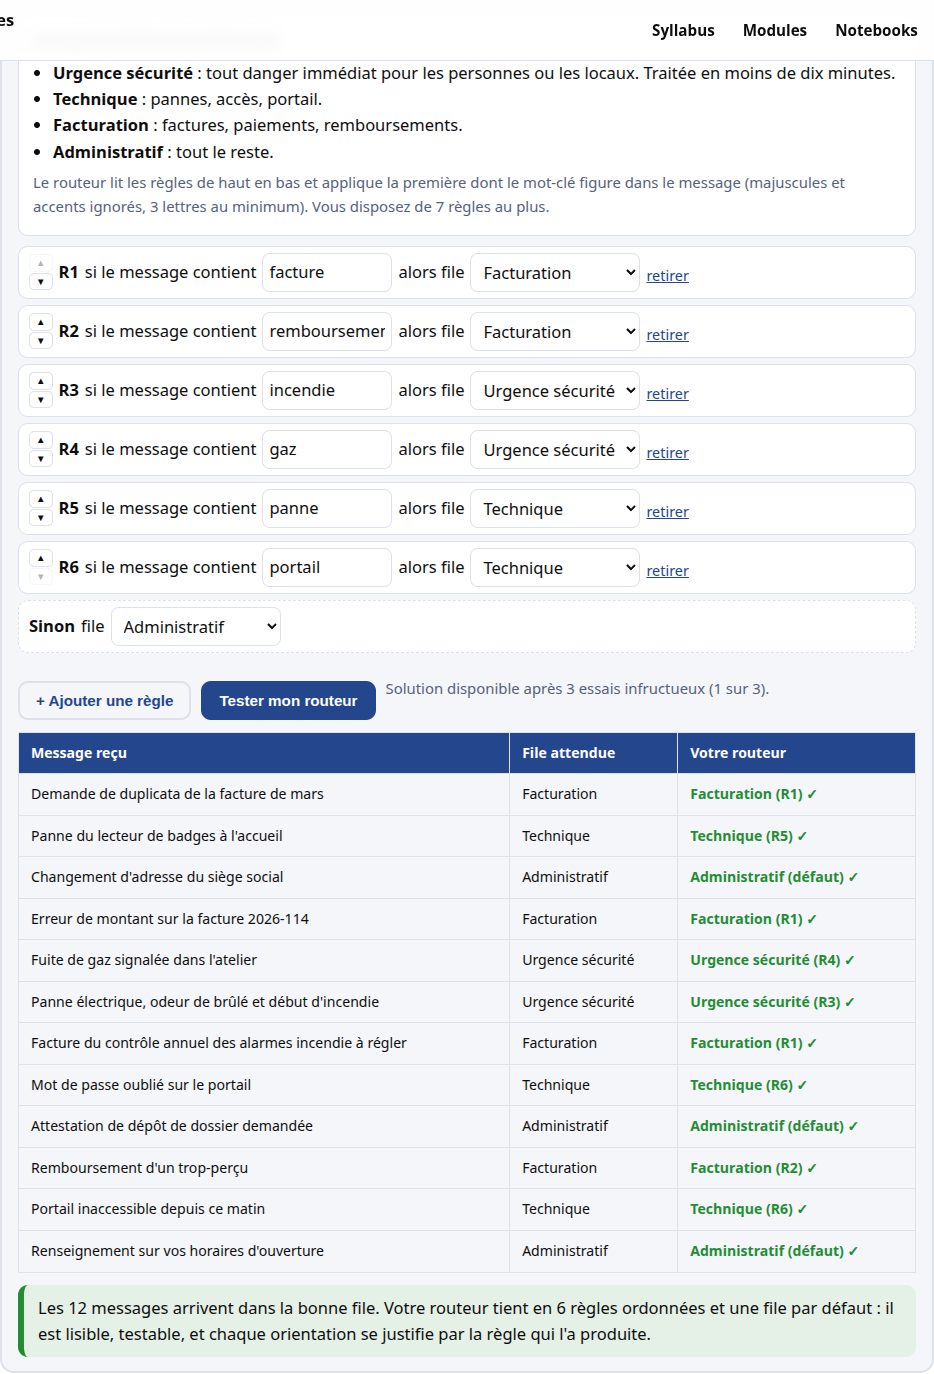 es
Syllabus Modules Notebooks
• Urgence sécurité : tout danger immédiat pour les personnes ou les locaux. Traitée en moins de dix minutes.
• Technique : pannes, accès, portail.
• Facturation : factures, paiements, remboursements.
• Administratif : tout le reste.
Le routeur lit les règles de haut en bas et applique la première dont le mot-clé figure dans le message (majuscules et
accents ignorés, 3 lettres au minimum). Vous disposez de 7 règles au plus.
R1 si le message contient facture alors file Facturation retirer
R2 si le message contient remboursemer alors file Facturation retirer
R3 si le message contient incendie alors file Urgence sécurité retirer
R4 si le message contient gaz alors file Urgence sécurité retirer
R5 si le message contient panne alors file Technique retirer
R6 si le message contient portail alors file Technique retirer
Sinon file Administratif
+ Ajouter une règle Tester mon routeur Solution disponible après 3 essais infructueux (1 sur 3).
Message reçu File attendue Votre routeur
Demande de duplicata de la facture de mars Facturation Facturation (R1) ✓
Panne du lecteur de badges à l'accueil Technique Technique (R5) ✓
Changement d'adresse du siège social Administratif Administratif (défaut) ✓
Erreur de montant sur la facture 2026-114 Facturation Facturation (R1) ✓
Fuite de gaz signalée dans l'atelier Urgence sécurité Urgence sécurité (R4) ✓
Panne électrique, odeur de brûlé et début d'incendie Urgence sécurité Urgence sécurité (R3) ✓
Facture du contrôle annuel des alarmes incendie à régler Facturation Facturation (R1) ✓
Mot de passe oublié sur le portail Technique Technique (R6) ✓
Attestation de dépôt de dossier demandée Administratif Administratif (défaut) ✓
Remboursement d'un trop-perçu Facturation Facturation (R2) ✓
Portail inaccessible depuis ce matin Technique Technique (R6) ✓
Renseignement sur vos horaires d'ouverture Administratif Administratif (défaut) ✓
Les 12 messages arrivent dans la bonne file. Votre routeur tient en 6 règles ordonnées et une file par défaut : il
est lisible, testable, et chaque orientation se justifie par la règle qui l'a produite.